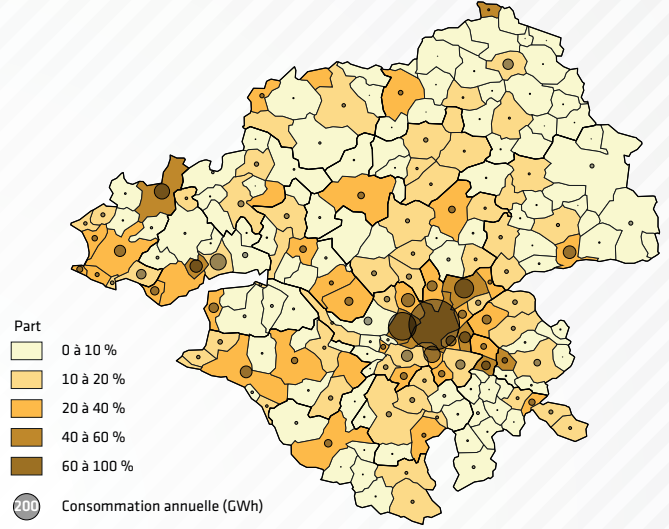 Part
0 à 10 %
10 à 20 %
20 à 40 %
40 à 60 %
60 à 100 %
200 Consommation annuelle (GWh)